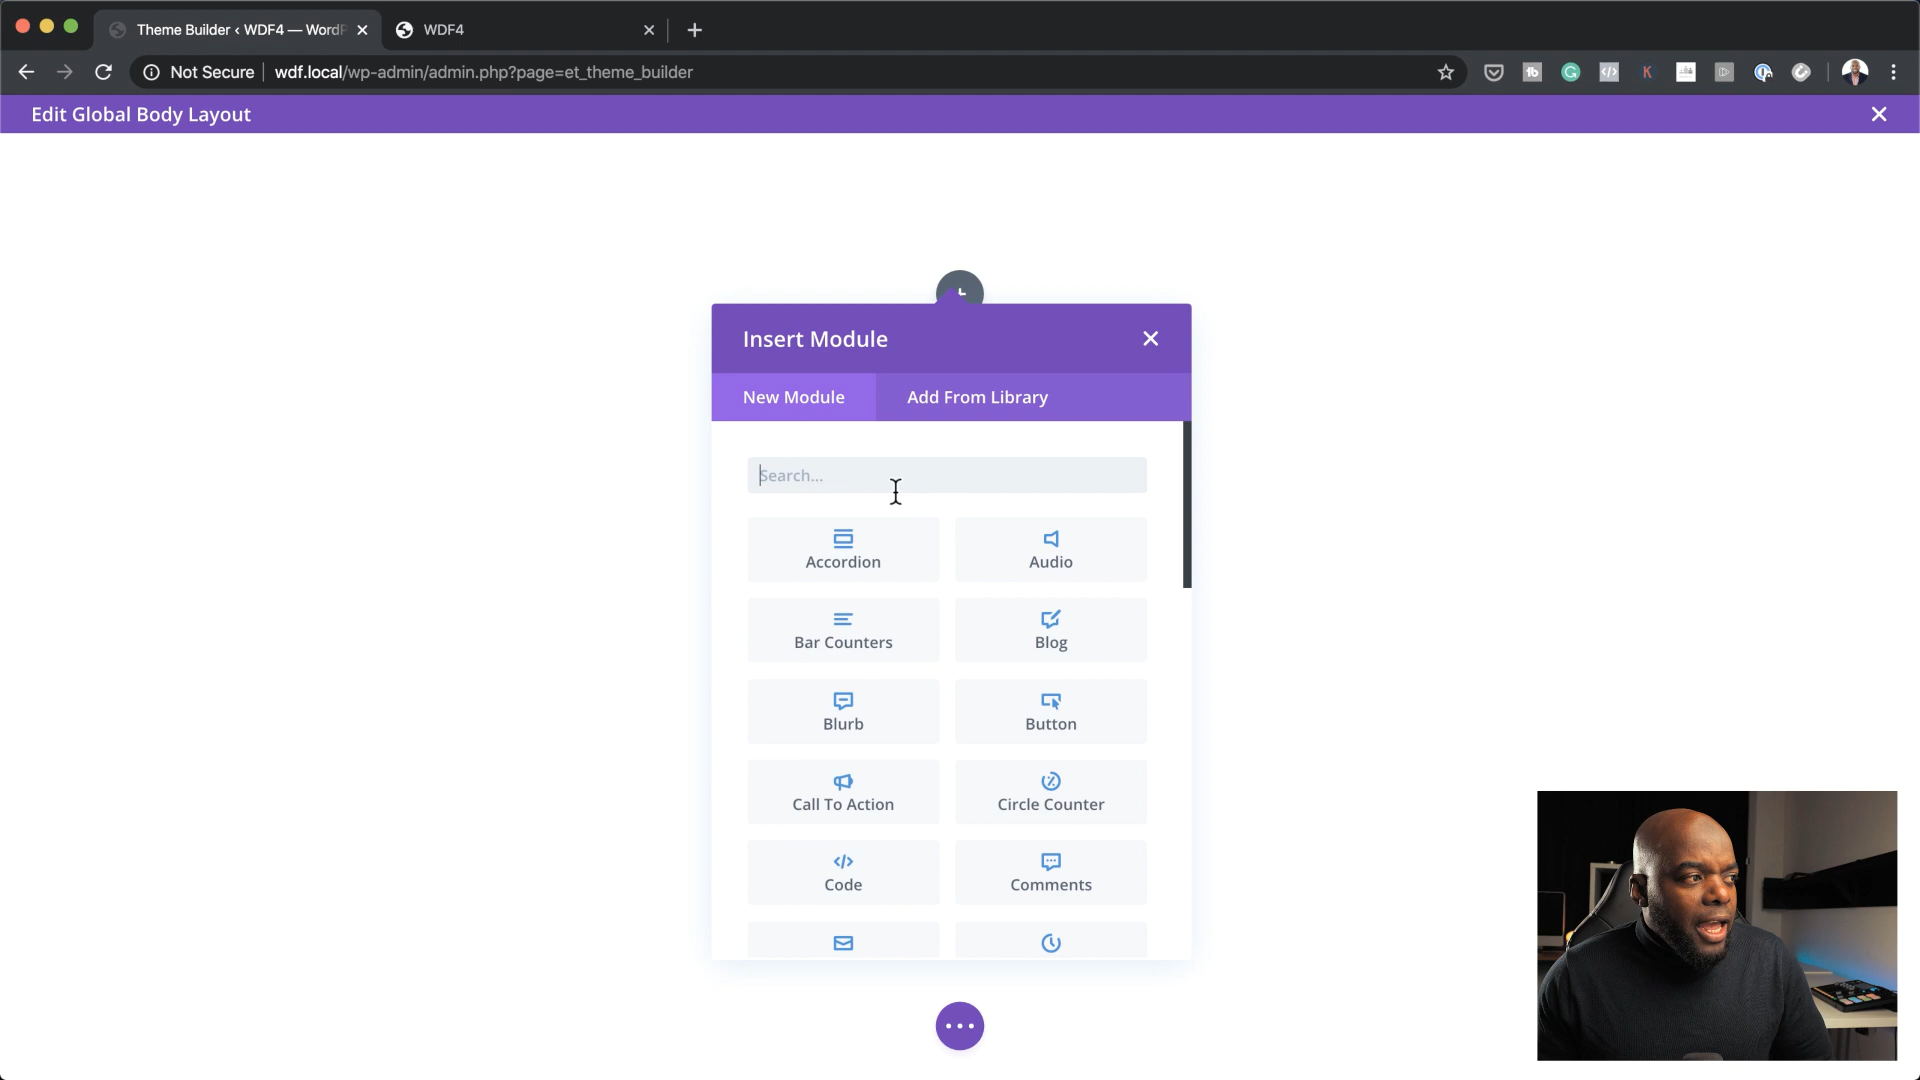 Theme Builder ‹ WDF4 — WordP
WDF4
Not Secure
wdf.local/wp-admin/admin.php?page=et_theme_builder
Edit Global Body Layout
Insert Module
New Module
Add From Library
Search...
Accordion
Audio
Bar Counters
Blog
Blurb
Button
Call To Action
Circle Counter
Code
Comments